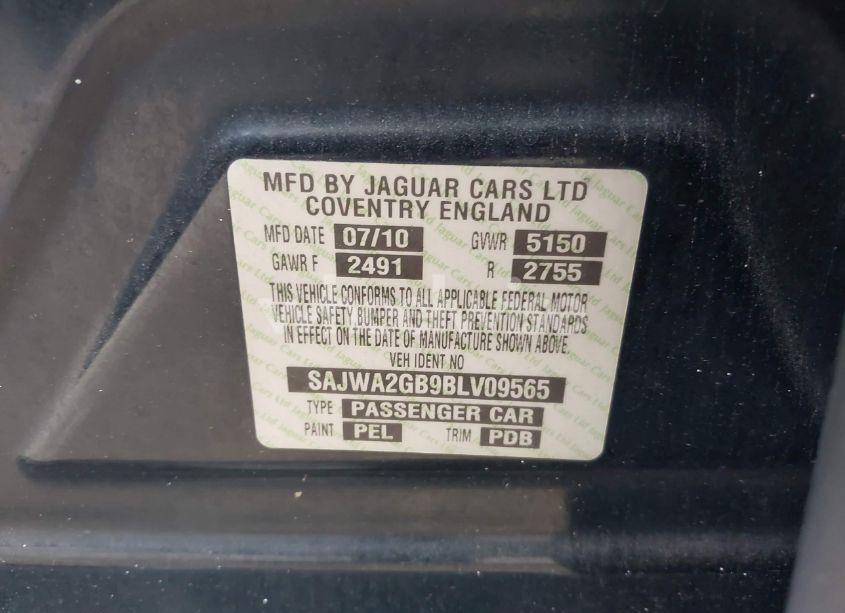 MFD BY JAGUAR CARS LTD
COVENTRY ENGLAND
MFD DATE 07/10 GVWR 5150
GAWR F 2491 R 2755
THIS VEHICLE CONFORMS TO ALL APPLICABLE FEDERAL MOTOR
VEHICLE SAFETY BUMPER AND THEFT PREVENTION STANDARDS
IN EFFECT ON THE DATE OF MANUFACTURE SHOWN ABOVE.
VEH IDENT NO
SAJWA2GB9BLV09565
TYPE PASSENGER CAR
PAINT PEL TRIM PDB